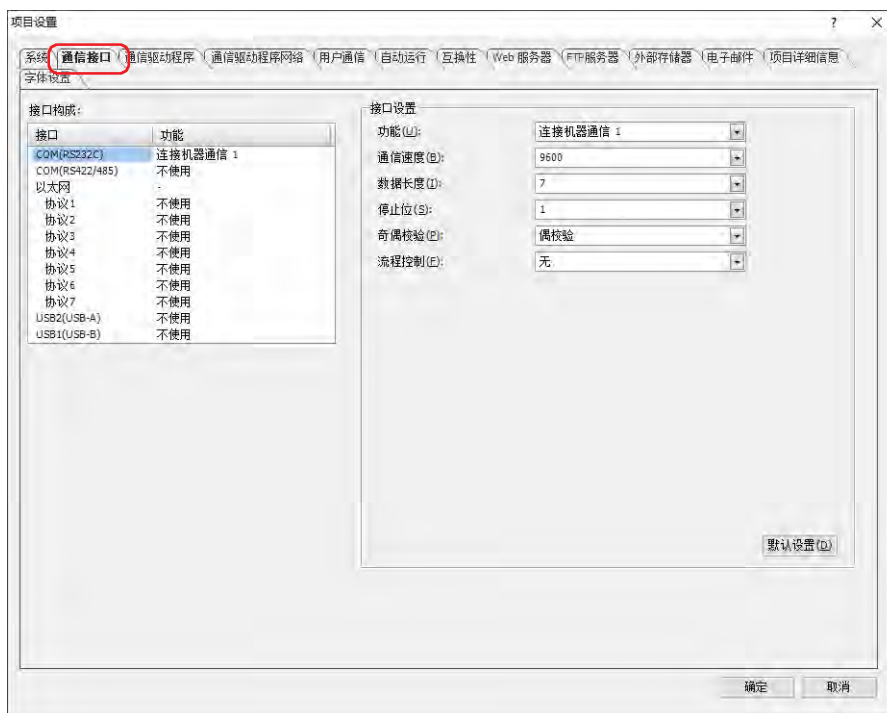 项目设置 ? ×
系统 通信接口 通信驱动程序 通信驱动程序网络 用户通信 自动运行 互换性 Web 服务器 FTP服务器 外部存储器 电子邮件 项目详细信息
字体设置
接口构成:
接口 功能
COM(RS232C) 连接机器通信 1
COM(RS422/485) 不使用
以太网 -
协议1 不使用
协议2 不使用
协议3 不使用
协议4 不使用
协议5 不使用
协议6 不使用
协议7 不使用
USB2(USB-A) 不使用
USB1(USB-B) 不使用
接口设置
功能(U): 连接机器通信 1
通信速度(B): 9600
数据长度(I): 7
停止位(S): 1
奇偶校验(P): 偶校验
流程控制(F): 无
默认设置(D)
确定 取消